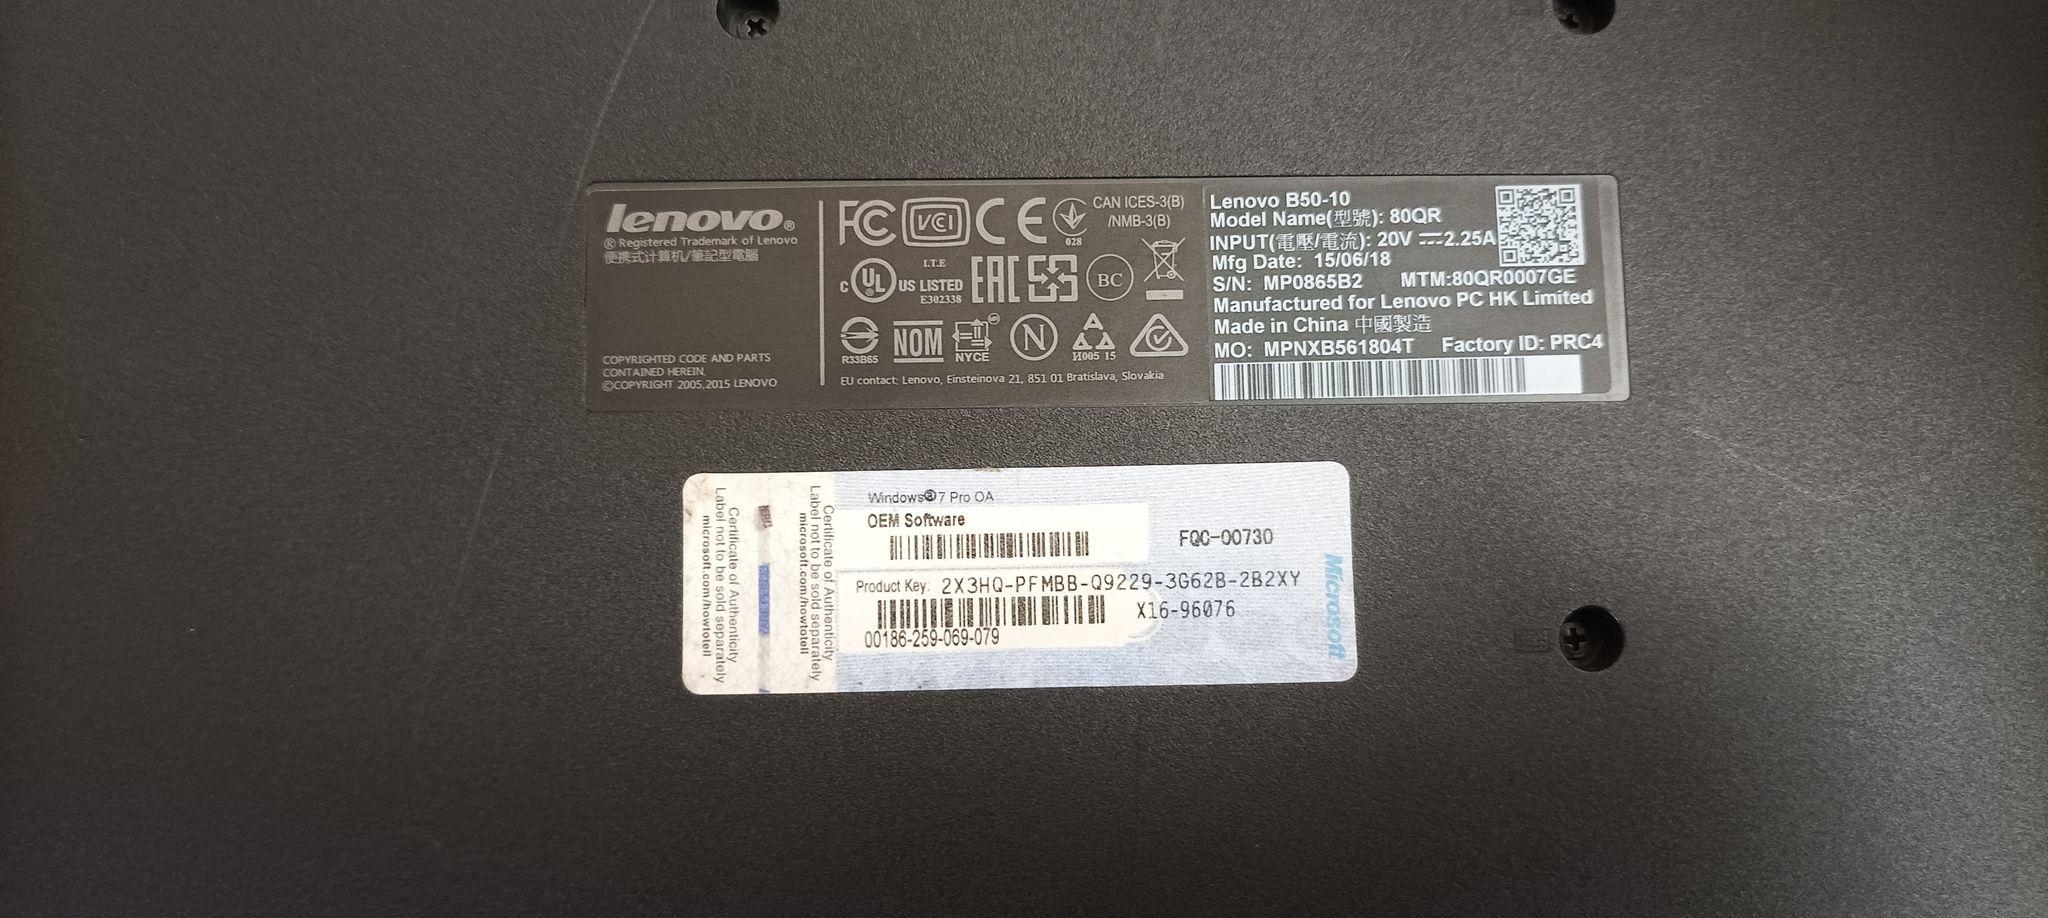 lenovo®
® Registered Trademark of Lenovo
便携式计算机/筆記型電腦
COPYRIGHTED CODE AND PARTS
CONTAINED HEREIN.
©COPYRIGHT 2005,2015 LENOVO
FC VCI CE 028 CAN ICES-3(B)
/NMB-3(B)
I.T.E
C UL US LISTED
E302338
EAC BC
R33B65 NOM NYCE N И005 15
EU contact: Lenovo, Einsteinova 21, 851 01 Bratislava, Slovakia
Lenovo B50-10
Model Name(型號): 80QR
INPUT(電壓/電流): 20V ⎓ 2.25A
Mfg Date: 15/06/18
S/N: MP0865B2 MTM:80QR0007GE
Manufactured for Lenovo PC HK Limited
Made in China 中國製造
MO: MPNXB561804T Factory ID: PRC4
Certificate of Authenticity
Label not to be sold separately
microsoft.com/howtotell
Certificate of Authenticity
Label not to be sold separately
microsoft.com/howtotell
Windows® 7 Pro OA
OEM Software
FQC-00730
Product Key: 2X3HQ-PFMBB-Q9229-3G62B-2B2XY
X16-96076
00186-259-069-079
Microsoft